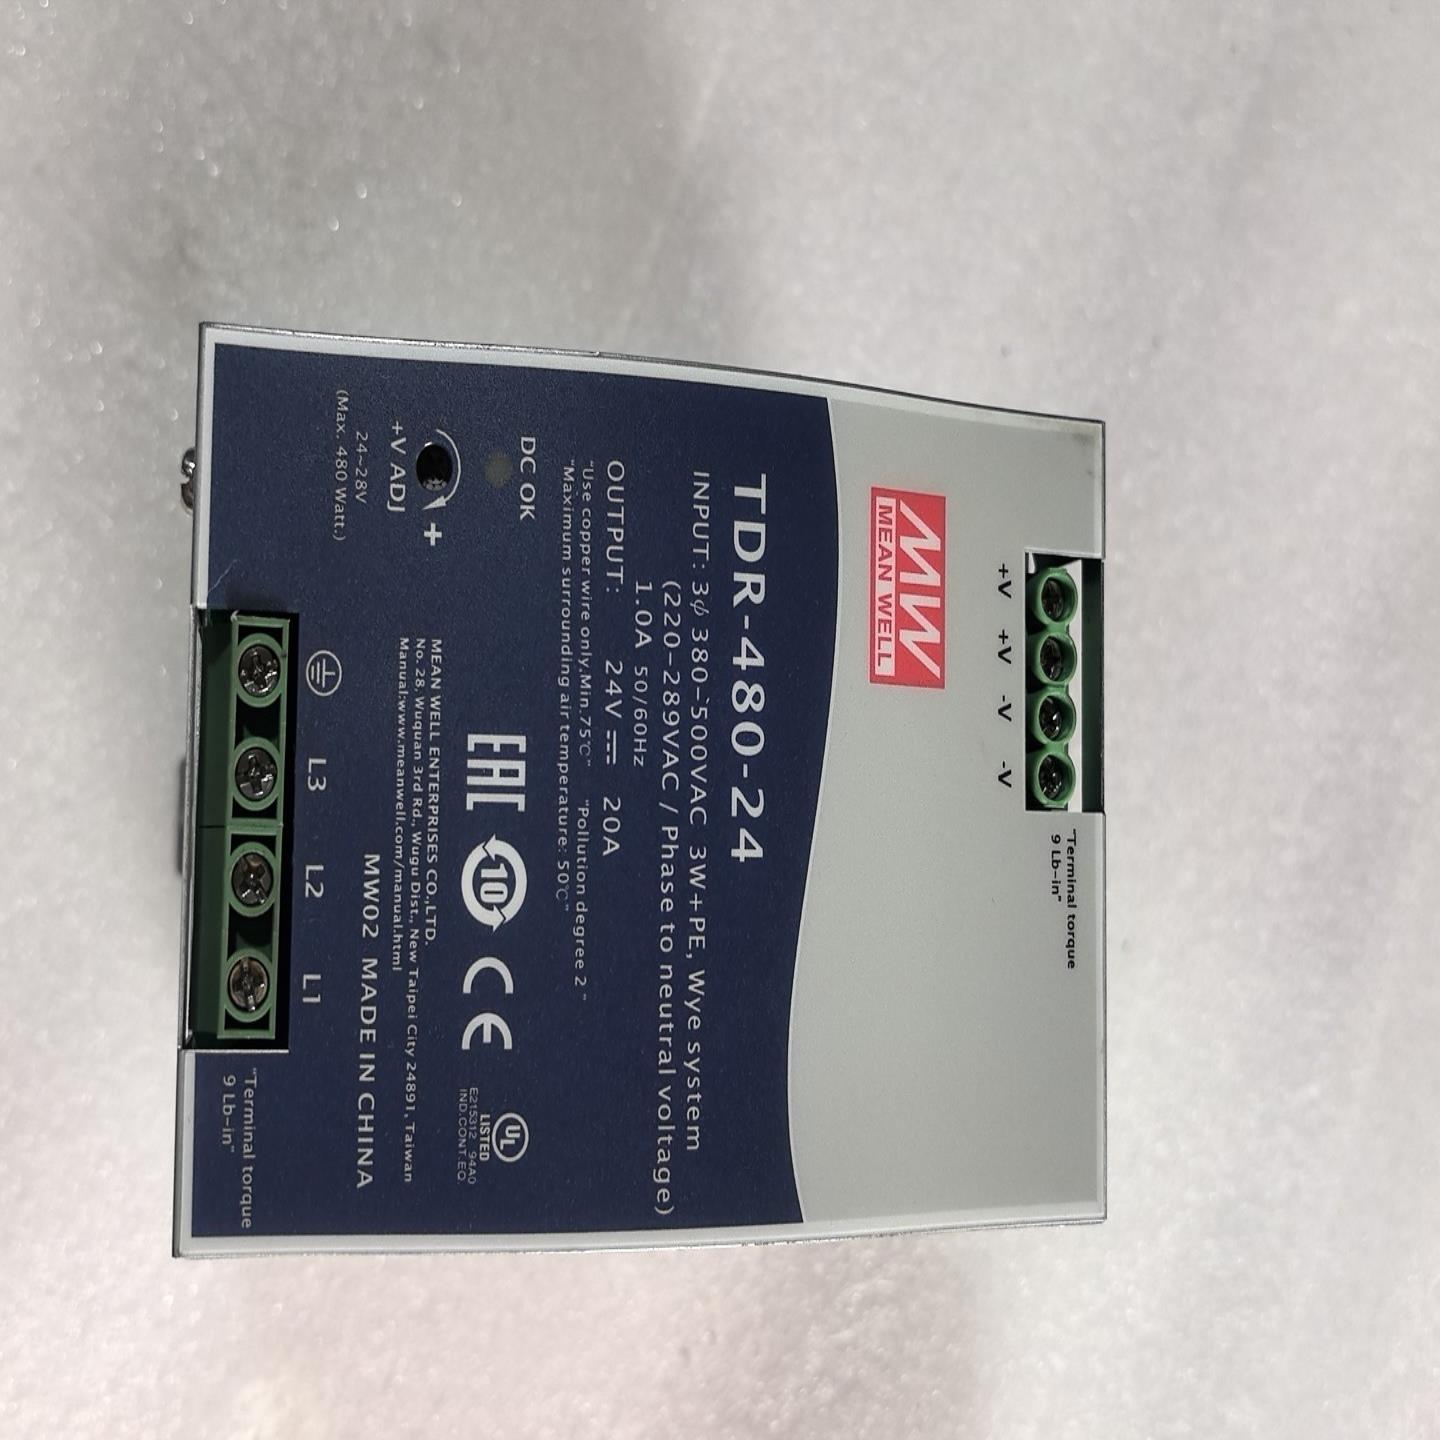 +V +V -V -V
"Terminal torque
9 Lb-in"
MW
MEAN WELL
TDR-480-24
INPUT: 3φ 380-500VAC 3W+PE, Wye system
(220-289VAC / Phase to neutral voltage)
1.0A 50/60Hz
OUTPUT: 24V ⎓ 20A
"Use copper wire only,Min.75℃" "Pollution degree 2 "
"Maximum surrounding air temperature: 50℃"
DC OK
+
+V ADJ
24~28V
(Max. 480 Watt.)
EAC 10 CE UL
LISTED
E215312 94A0
IND.CONT.EQ.
MEAN WELL ENTERPRISES CO.,LTD.
No. 28, Wuquan 3rd Rd., Wugu Dist., New Taipei City 24891, Taiwan
Manual:www.meanwell.com/manual.html
MW02 MADE IN CHINA
L3 L2 L1
"Terminal torque
9 Lb-in"